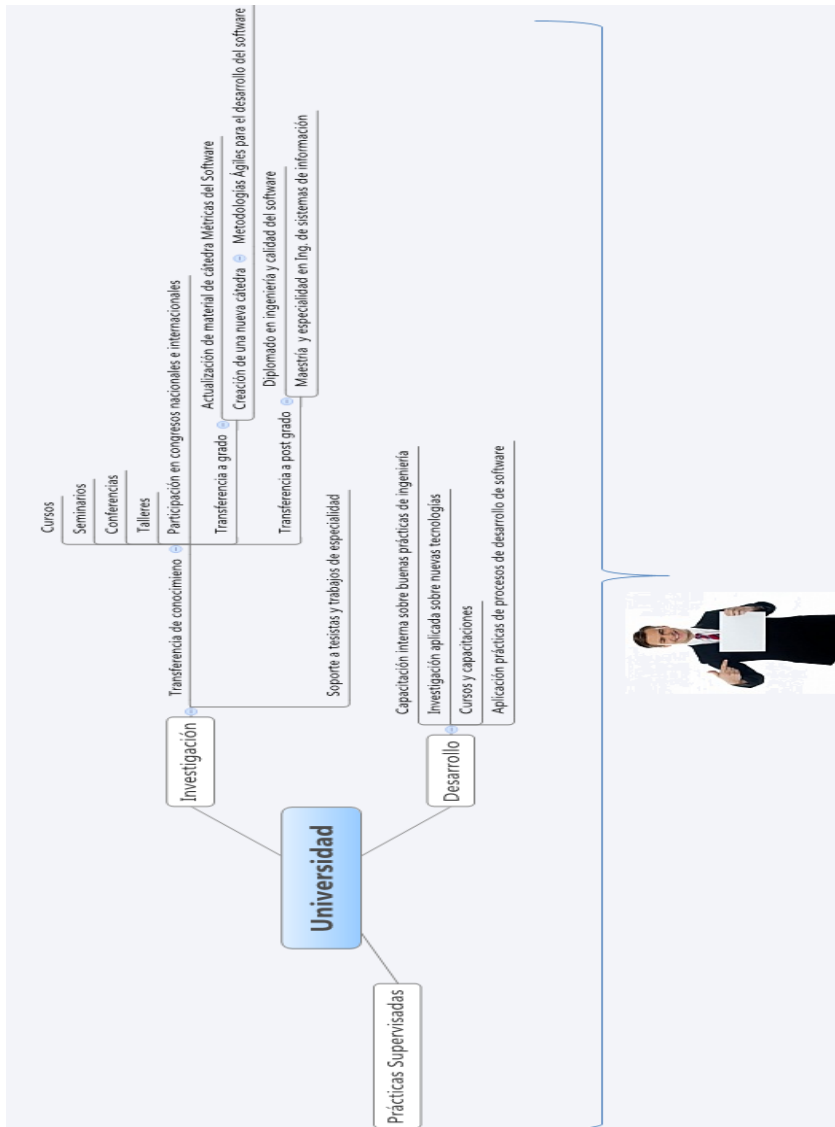 Universidad
Investigación
Transferencia de conocimieno
Cursos
Seminarios
Conferencias
Talleres
Participación en congresos nacionales e internacionales
Transferencia a grado
Actualización de material de cátedra Métricas del Software
Creación de una nueva cátedra
Metodologías Ágiles para el desarrollo del software
Transferencia a post grado
Diplomado en ingeniería y calidad del software
Maestría y especialidad en Ing. de sistemas de información
Soporte a tesistas y trabajos de especialidad
Desarrollo
Capacitación interna sobre buenas prácticas de ingeniería
Investigación aplicada sobre nuevas tecnologías
Cursos y capacitaciones
Aplicación prácticas de procesos de desarrollo de software
Prácticas Supervisadas